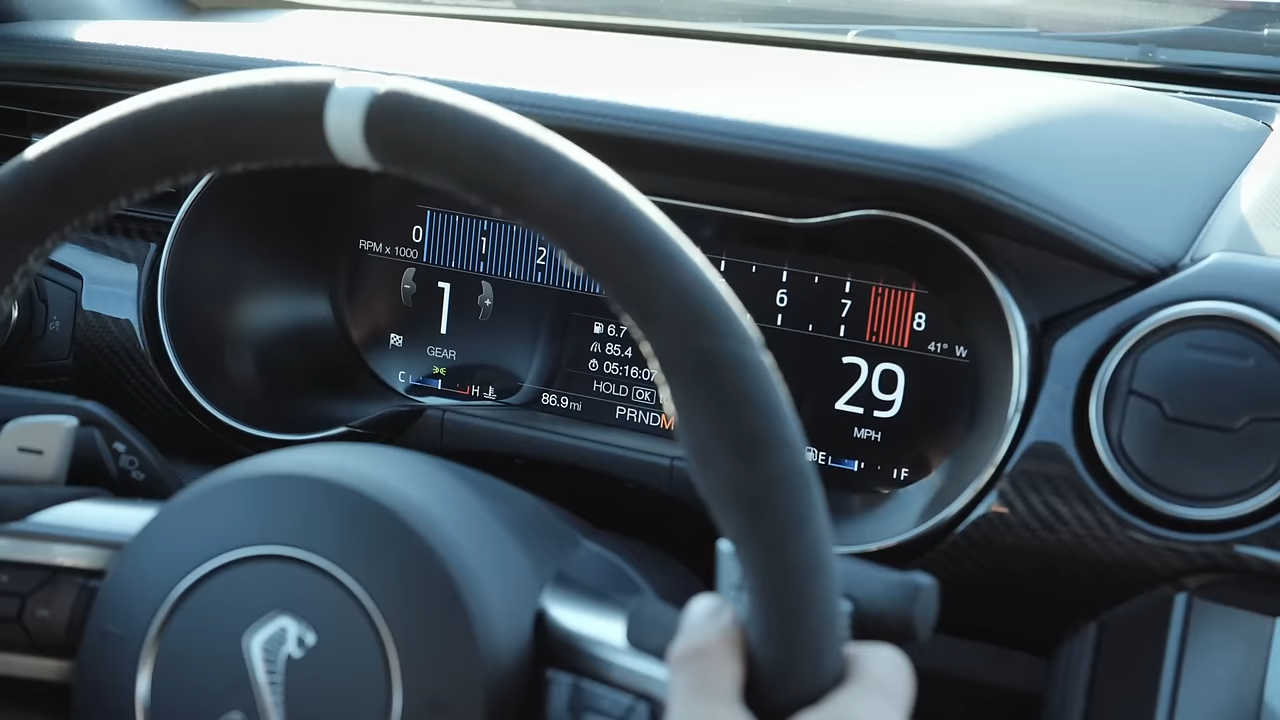 0 1 2 6 7 8
RPM x 1000
41° W
1
GEAR
C H
6.7
85.4
05:16:07
HOLD OK
86.9 mi
PRNDM
29
MPH
E F